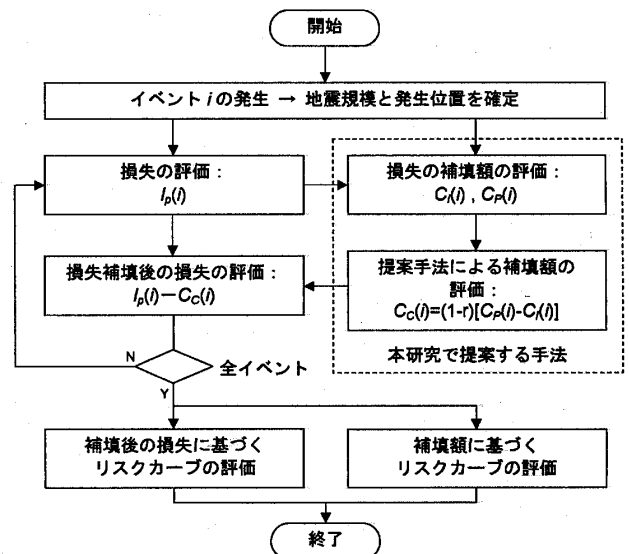 開始
イベント i の発生 → 地震規模と発生位置を確定
損失の評価：
lp(i)
損失の補填額の評価：
CI(i) , CP(i)
損失補填後の損失の評価：
lp(i)－CC(i)
提案手法による補填額の
評価：
CC(i)=(1-r)[CP(i)-CI(i)]
本研究で提案する手法
N
全イベント
Y
補填後の損失に基づく
リスクカーブの評価
補填額に基づく
リスクカーブの評価
終了